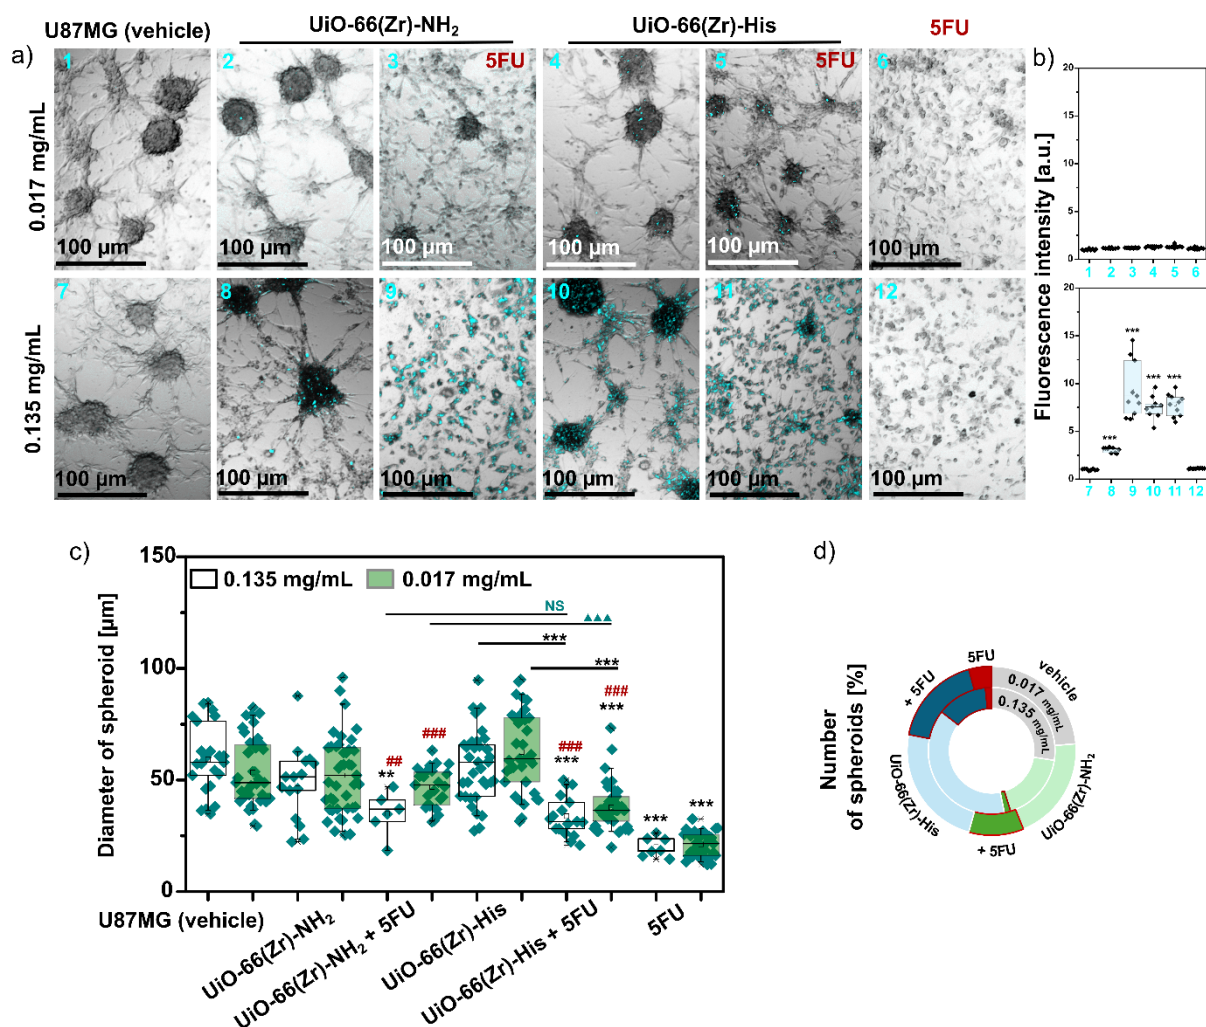 U87MG (vehicle)
UiO-66(Zr)-NH₂
UiO-66(Zr)-His
5FU
a)
0.017 mg/mL
1
100 µm
2
100 µm
3
5FU
100 µm
4
100 µm
5
5FU
100 µm
6
100 µm
0.135 mg/mL
7
100 µm
8
100 µm
9
100 µm
10
100 µm
11
100 µm
12
100 µm
b)
Fluorescence intensity [a.u.]
20
15
10
5
0
1 2 3 4 5 6
20
15
10
5
0
***
***
***
***
7 8 9 10 11 12
c)
Diameter of spheroid [µm]
150
100
50
0
0.135 mg/mL
0.017 mg/mL
NS
▲▲▲
***
***
##
**
###
###
***
###
***
***
***
U87MG (vehicle)
UiO-66(Zr)-NH₂
UiO-66(Zr)-NH₂ + 5FU
UiO-66(Zr)-His
UiO-66(Zr)-His + 5FU
5FU
d)
Number
of spheroids [%]
5FU
vehicle
0.017 mg/mL
0.135 mg/mL
UiO-66(Zr)-NH₂
+ 5FU
UiO-66(Zr)-His
+ 5FU